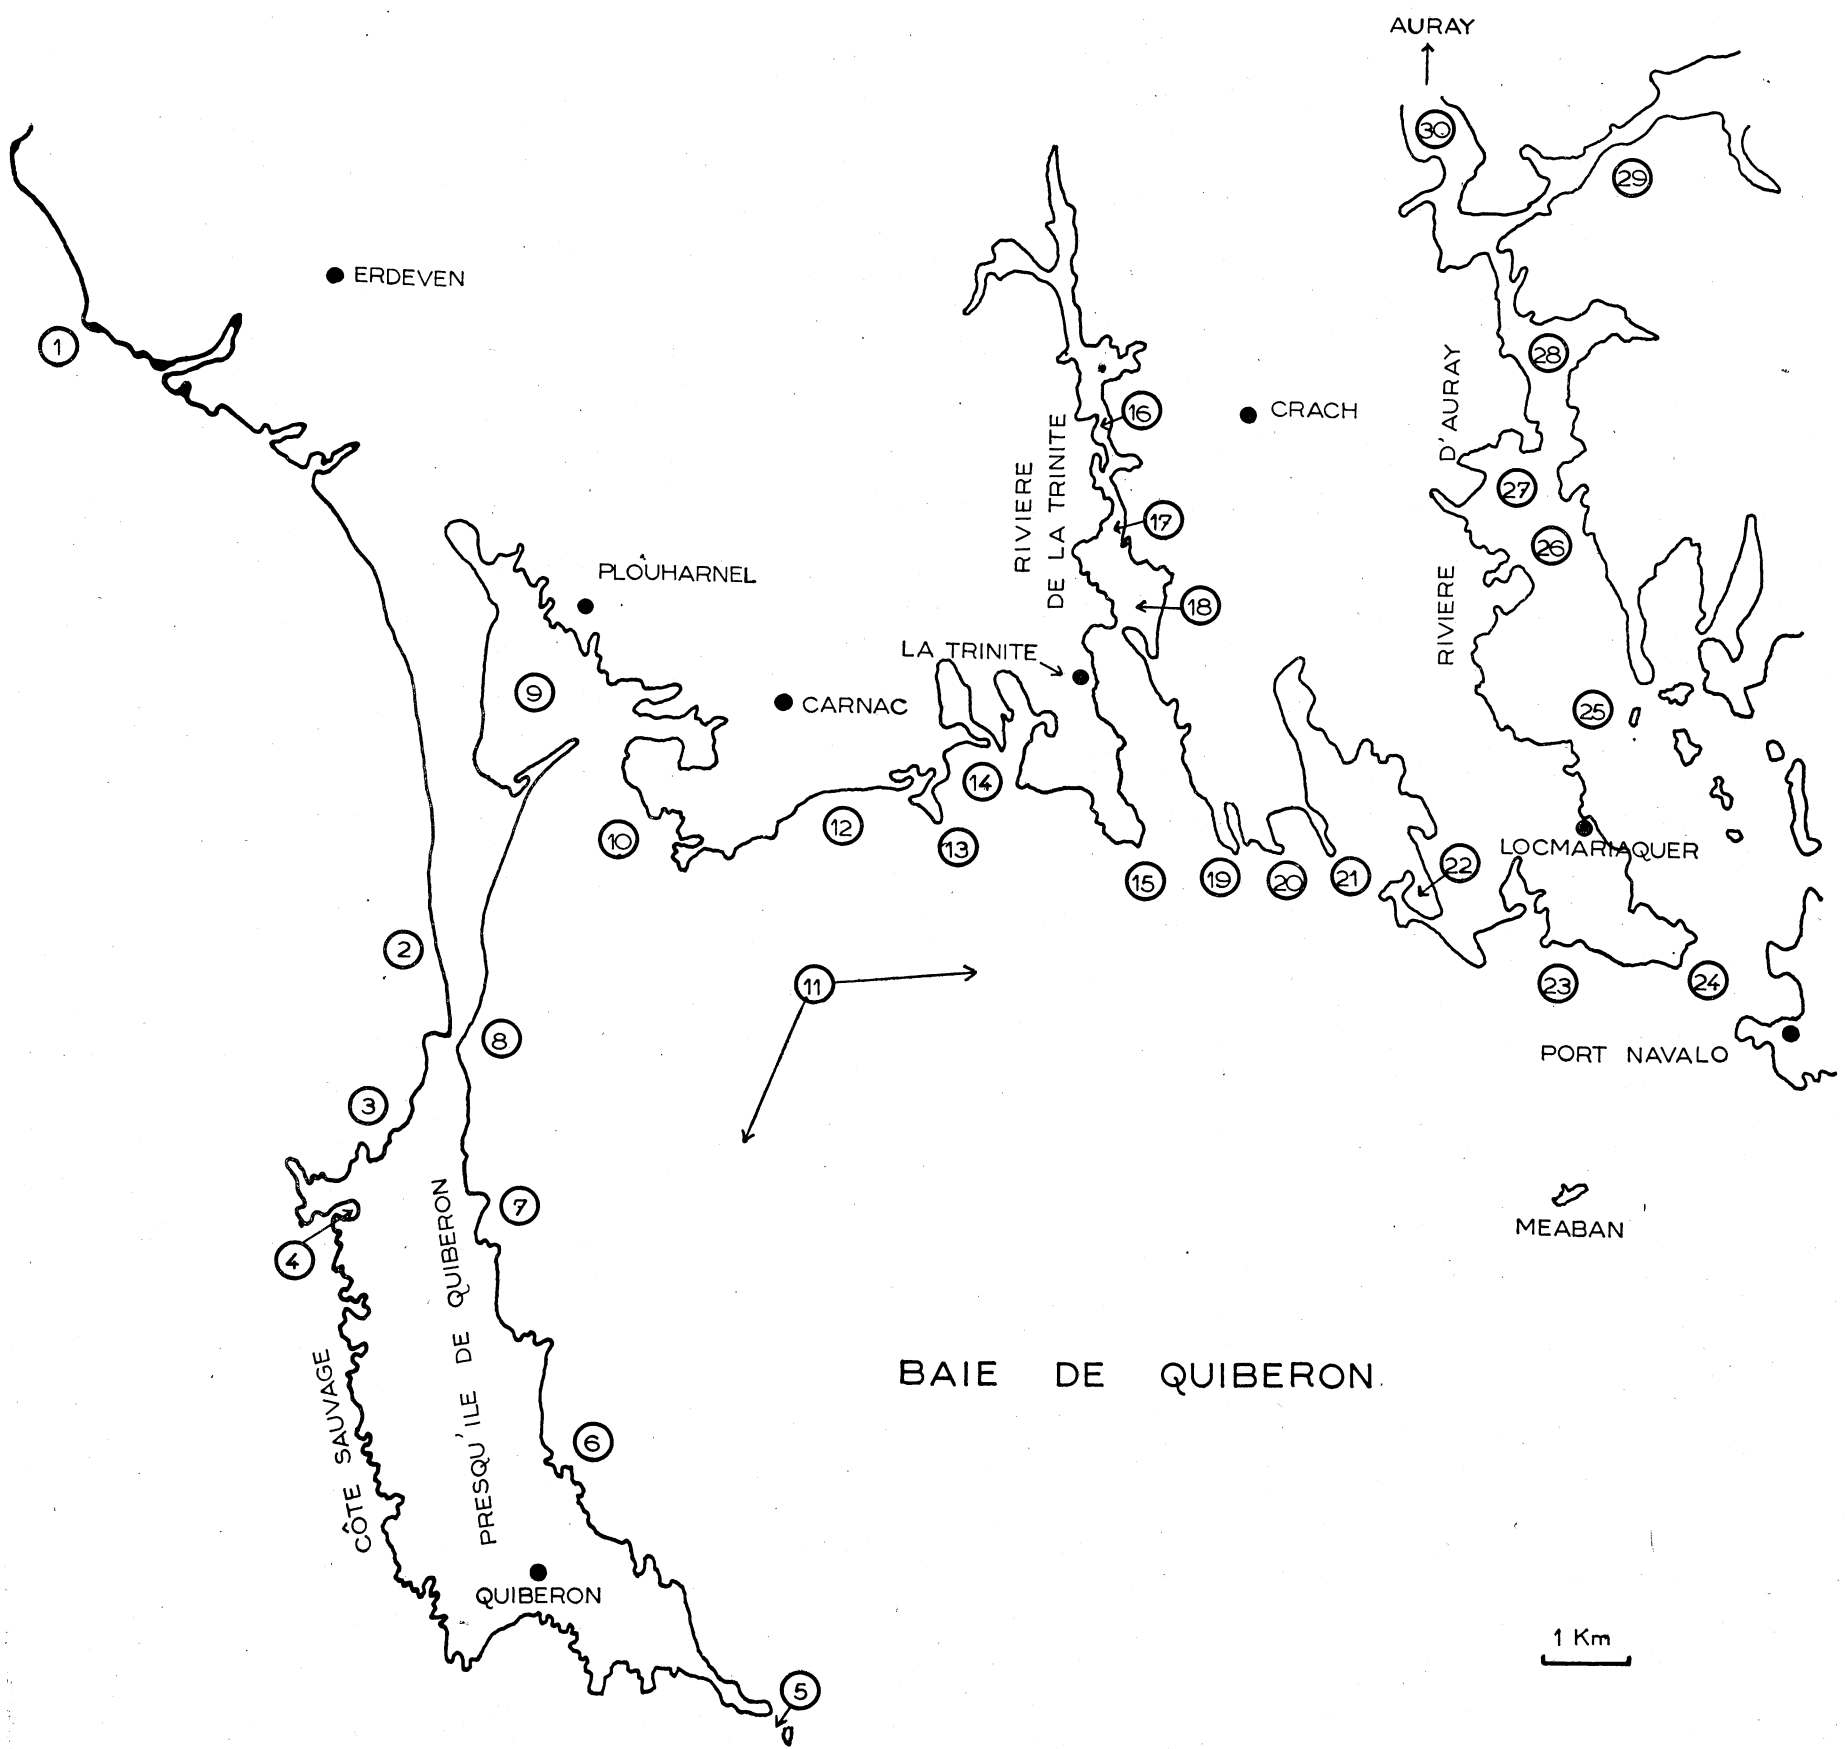 AURAY
30
29
ERDEVEN
1
28
16
CRACH
D'AURAY
RIVIERE
DE LA TRINITE
27
17
26
PLOUHARNEL
RIVIERE
18
LA TRINITE
9
CARNAC
25
14
12
10
13
LOCMARIAQUER
22
15
19
20
21
2
11
23
24
8
PORT NAVALO
3
7
MEABAN
4
PRESQU'ILE DE QUIBERON
CÔTE SAUVAGE
BAIE DE QUIBERON
6
QUIBERON
1 Km
5